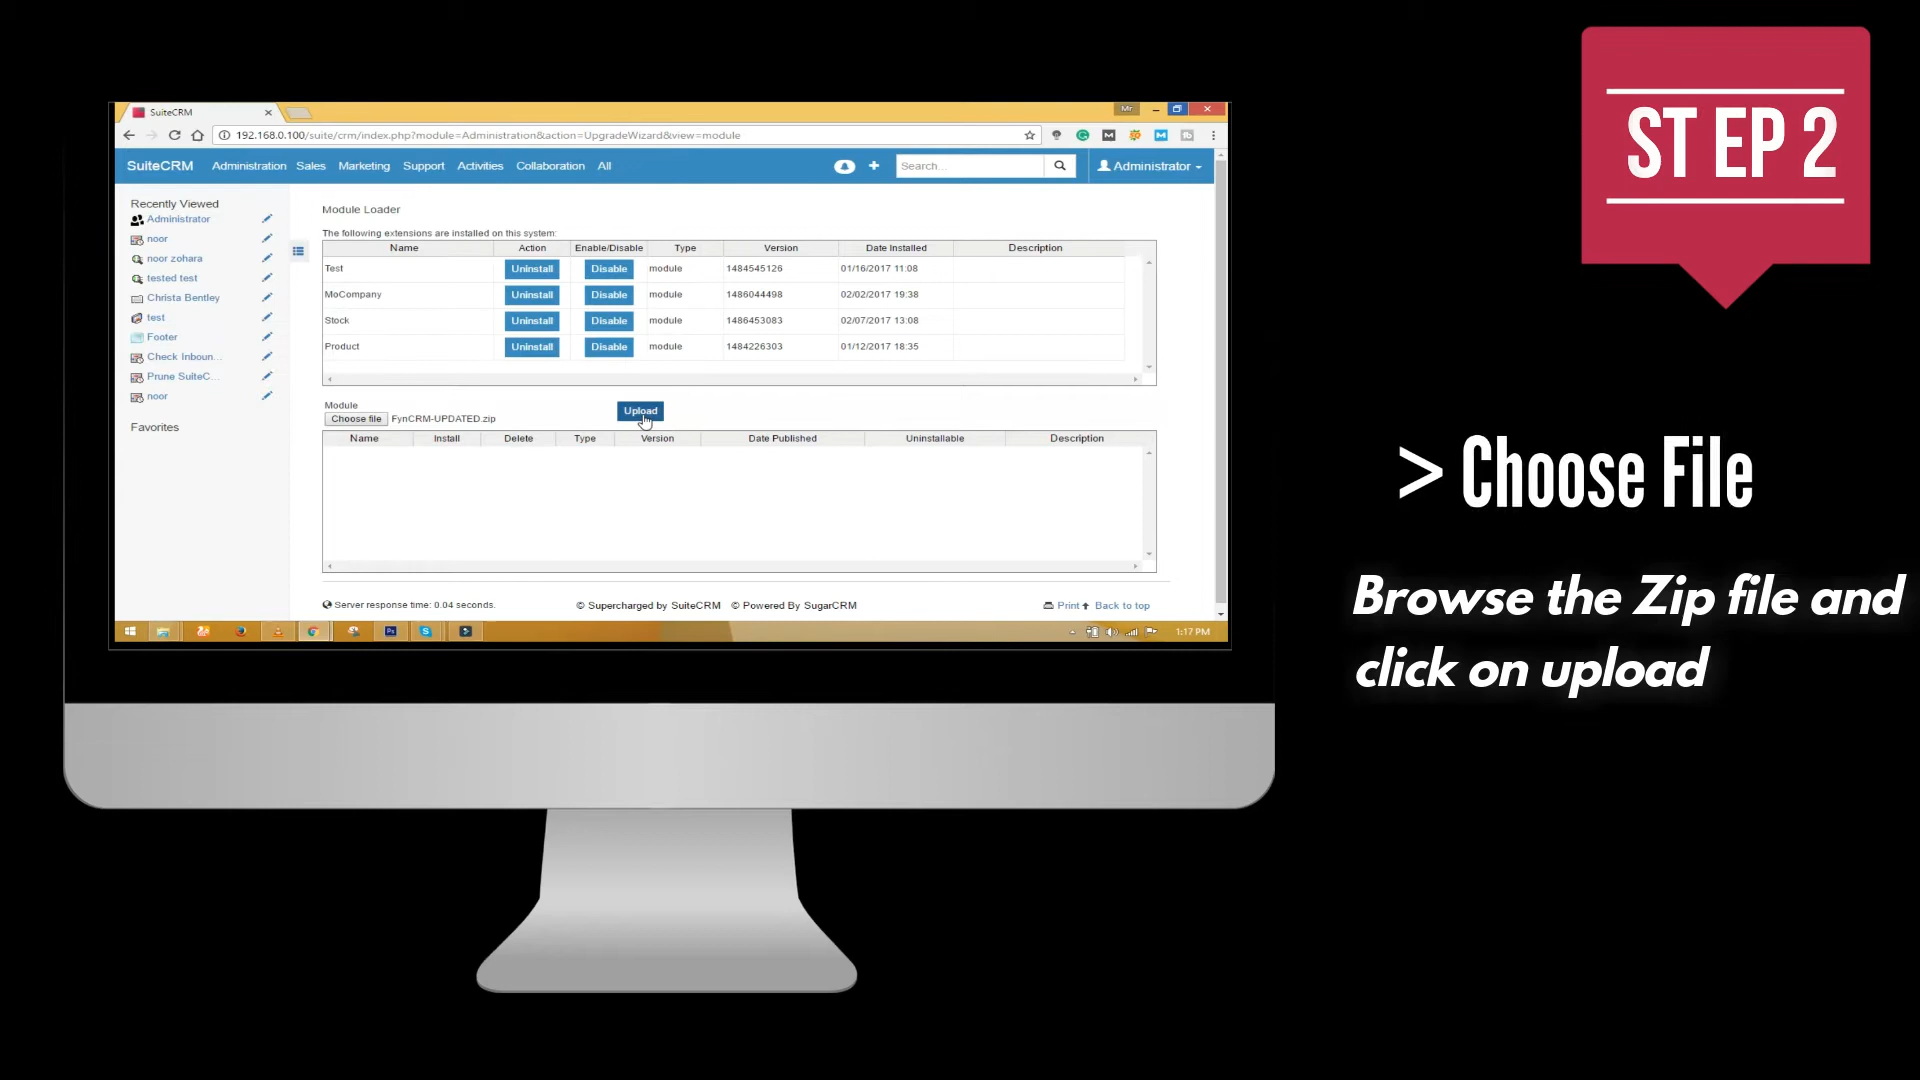 STEP 2
SuiteCRM
Mr
192.168.0.100/suite/crm/index.php?module=Administration&action=UpgradeWizard&view=module
SuiteCRM Administration Sales Marketing Support Activities Collaboration All Search... Administrator
Recently Viewed
Administrator
noor
noor zohara
tested test
Christa Bentley
test
Footer
Check Inboun...
Prune SuiteC...
noor
Favorites
Module Loader
The following extensions are installed on this system:
Name Action Enable/Disable Type Version Date Installed Description
Test Uninstall Disable module 1484545126 01/16/2017 11:08
MoCompany Uninstall Disable module 1486044498 02/02/2017 19:38
Stock Uninstall Disable module 1486453083 02/07/2017 13:08
Product Uninstall Disable module 1484226303 01/12/2017 18:35
Module
Choose file FynCRM-UPDATED.zip Upload
Name Install Delete Type Version Date Published Uninstallable Description
Server response time: 0.04 seconds. © Supercharged by SuiteCRM © Powered By SugarCRM Print Back to top
1:17 PM
> Choose File
Browse the Zip file and
click on upload